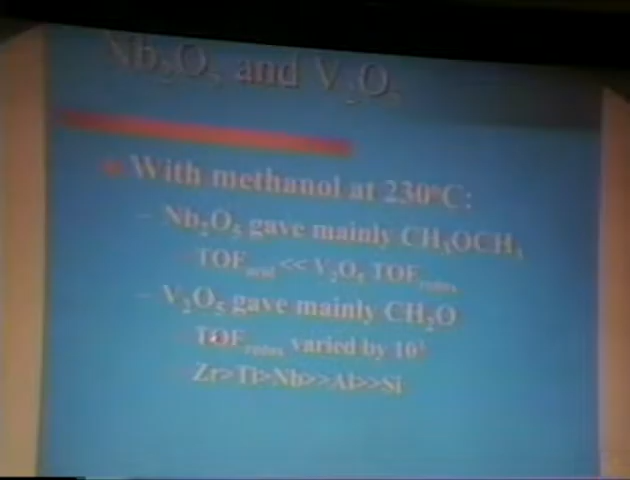 Nb₂O₅ and V₂O₅
With methanol at 230°C:
– Nb₂O₅ gave mainly CH₃OCH₃
TOFacid << V₂O₅ TOFredox
– V₂O₅ gave mainly CH₂O
TOFredox varied by
Zr>Ti>Nb>>Al>>Si